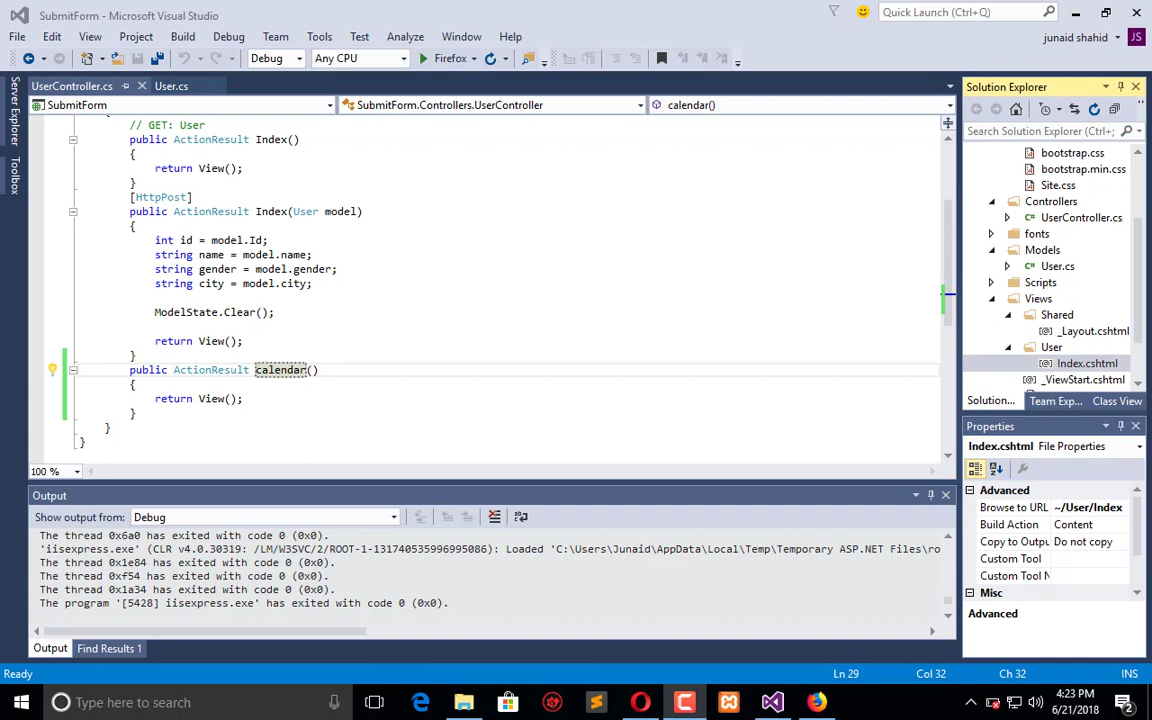 SubmitForm - Microsoft Visual Studio
Quick Launch (Ctrl+Q)
File Edit View Project Build Debug Team Tools Test Analyze Window Help
junaid shahid JS
Debug Any CPU Firefox
Server Explorer
Toolbox
UserController.cs User.cs
SubmitForm SubmitForm.Controllers.UserController calendar()
// GET: User
public ActionResult Index()
{
return View();
}
[HttpPost]
public ActionResult Index(User model)
{
int id = model.Id;
string name = model.name;
string gender = model.gender;
string city = model.city;
ModelState.Clear();
return View();
}
public ActionResult calendar()
{
return View();
}
}
}
100 %
Output
Show output from: Debug
The thread 0x6a0 has exited with code 0 (0x0).
'iisexpress.exe' (CLR v4.0.30319: /LM/W3SVC/2/ROOT-1-131740535996995086): Loaded 'C:\Users\Junaid\AppData\Local\Temp\Temporary ASP.NET Files\ro
The thread 0x1e84 has exited with code 0 (0x0).
The thread 0xf54 has exited with code 0 (0x0).
The thread 0x1a34 has exited with code 0 (0x0).
The program '[5428] iisexpress.exe' has exited with code 0 (0x0).
Output Find Results 1
Solution Explorer
Search Solution Explorer (Ctrl+;
bootstrap.css
bootstrap.min.css
Site.css
Controllers
C# UserController.cs
fonts
Models
C# User.cs
Scripts
Views
Shared
_Layout.cshtml
User
Index.cshtml
_ViewStart.cshtml
Solution... Team Exp... Class View
Properties
Index.cshtml File Properties
Advanced
Browse to URL ~/User/Index
Build Action Content
Copy to Outpu Do not copy
Custom Tool
Custom Tool N
Misc
Advanced
Ready Ln 29 Col 32 Ch 32 INS
Type here to search
4:23 PM
6/21/2018
2